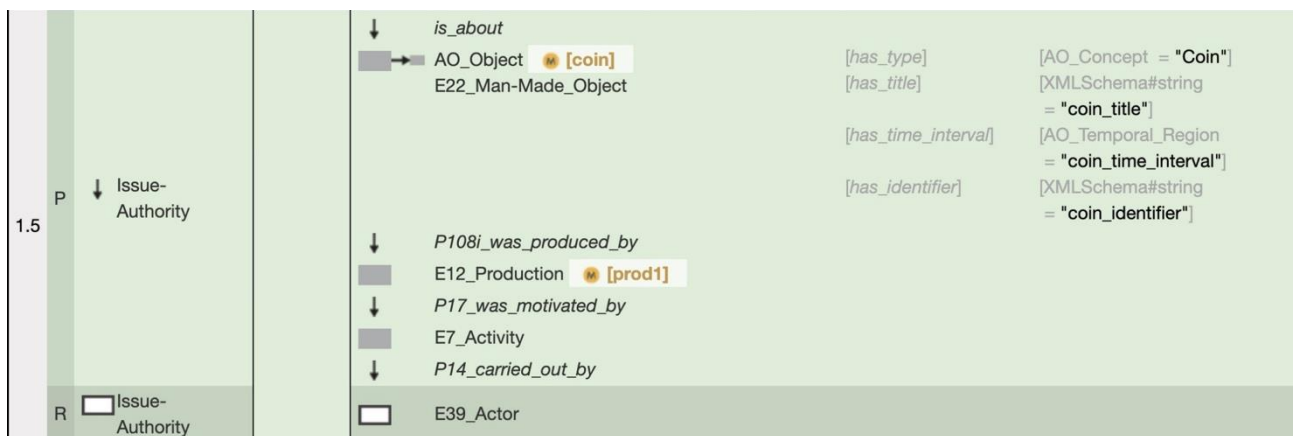 ↓ is_about
AO_Object M [coin] [has_type] [AO_Concept = "Coin"]
E22_Man-Made_Object [has_title] [XMLSchema#string
= "coin_title"]
[has_time_interval] [AO_Temporal_Region
= "coin_time_interval"]
[has_identifier] [XMLSchema#string
= "coin_identifier"]
1.5 P ↓ Issue-
Authority
↓ P108i_was_produced_by
E12_Production M [prod1]
↓ P17_was_motivated_by
E7_Activity
↓ P14_carried_out_by
R Issue-
Authority
E39_Actor